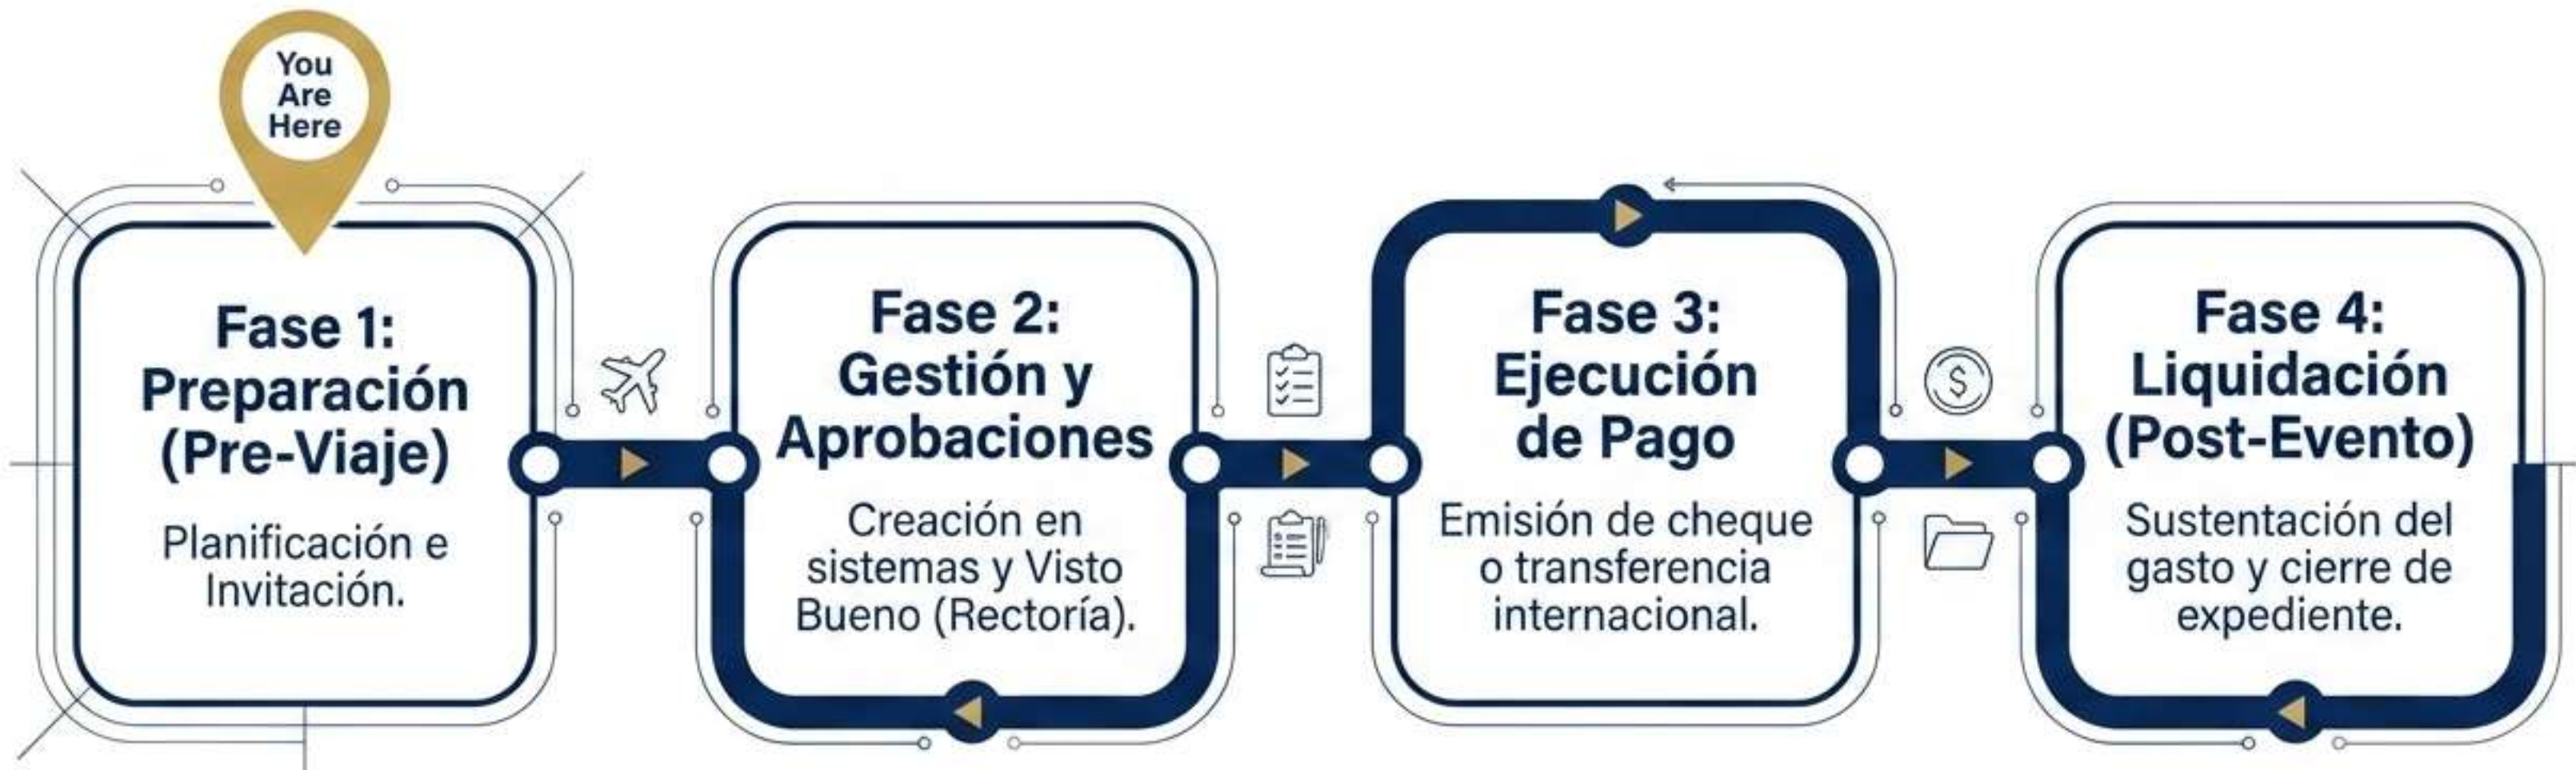 You
Are
Here
Fase 1:
Preparación
(Pre-Viaje)
Planificación e
Invitación.
Fase 2:
Gestión y
Aprobaciones
Creación en
sistemas y Visto
Bueno (Rectoría).
Fase 3:
Ejecución
de Pago
Emisión de cheque
o transferencia
internacional.
$
Fase 4:
Liquidación
(Post-Evento)
Sustentación del
gasto y cierre de
expediente.